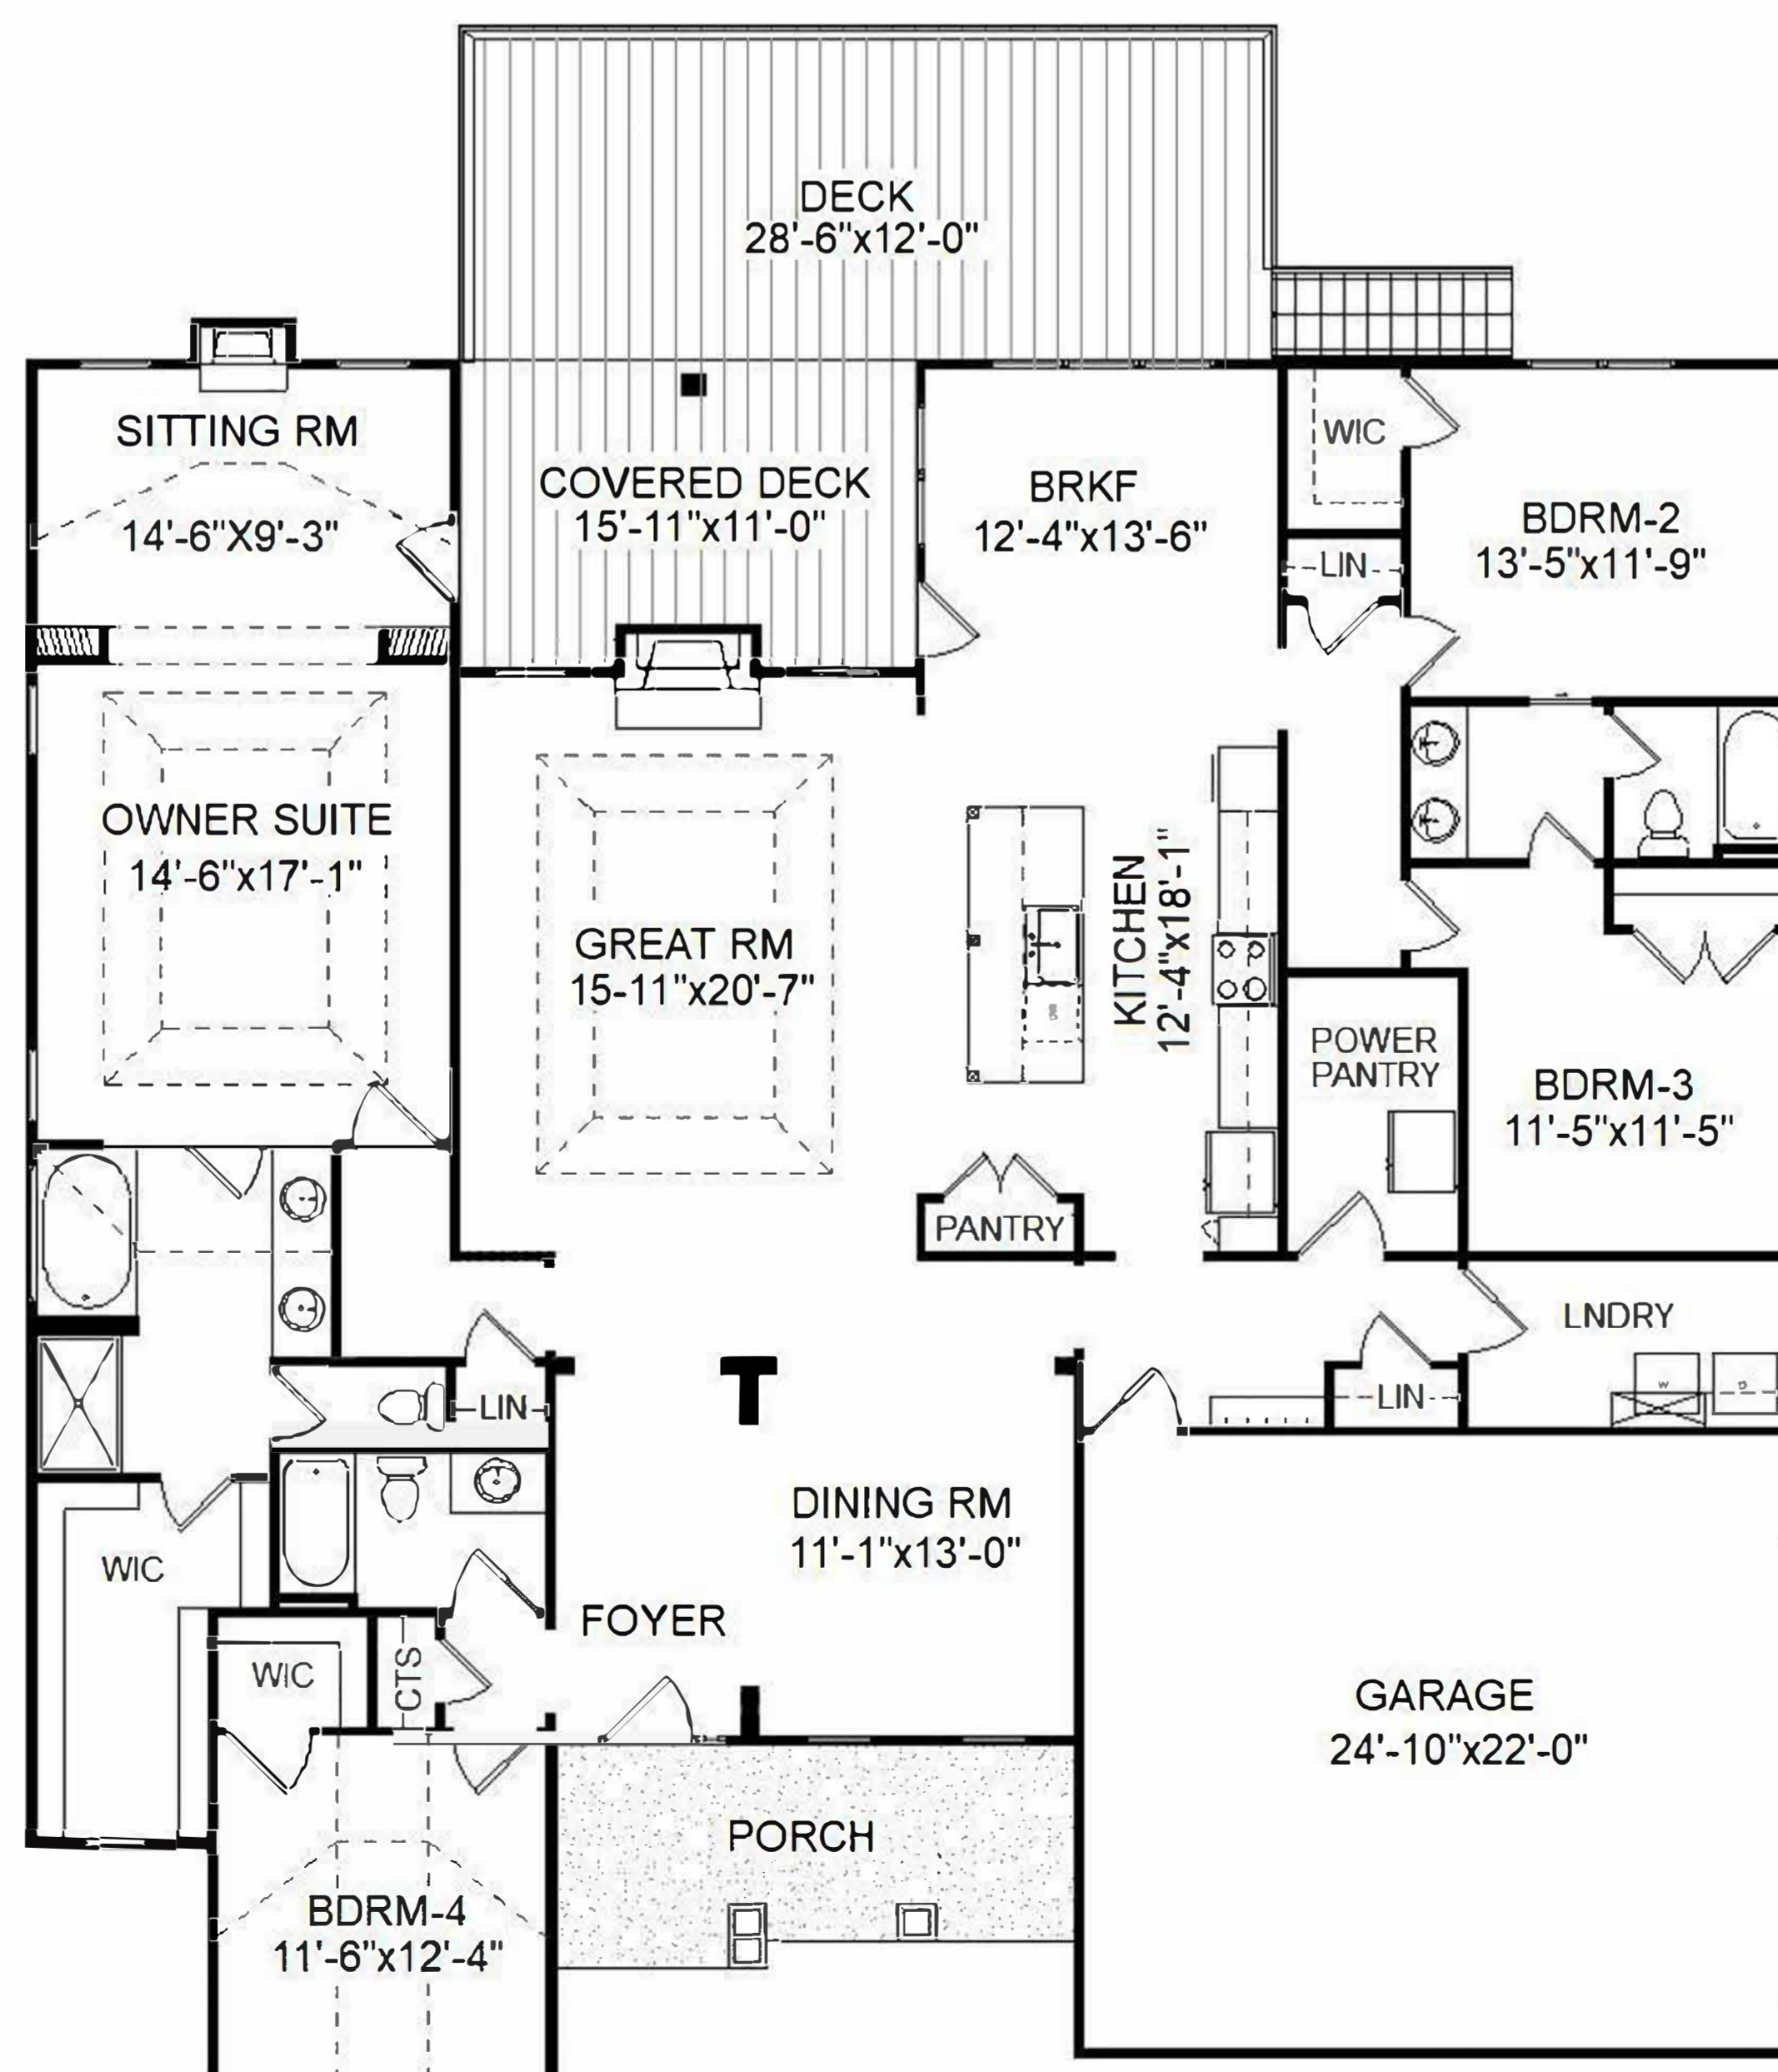 DECK
28'-6"x12'-0"
SITTING RM
14'-6"X9'-3"
COVERED DECK
15'-11"x11'-0"
BRKF
12'-4"x13'-6"
WIC
LIN
BDRM-2
13'-5"x11'-9"
OWNER SUITE
14'-6"x17'-1"
GREAT RM
15-11"x20'-7"
KITCHEN
12'-4"x18'-1"
POWER
PANTRY
BDRM-3
11'-5"x11'-5"
PANTRY
LNDRY
W
D
LIN
LIN
DINING RM
11'-1"x13'-0"
WIC
FOYER
WIC
CTS
GARAGE
24'-10"x22'-0"
PORCH
BDRM-4
11'-6"x12'-4"